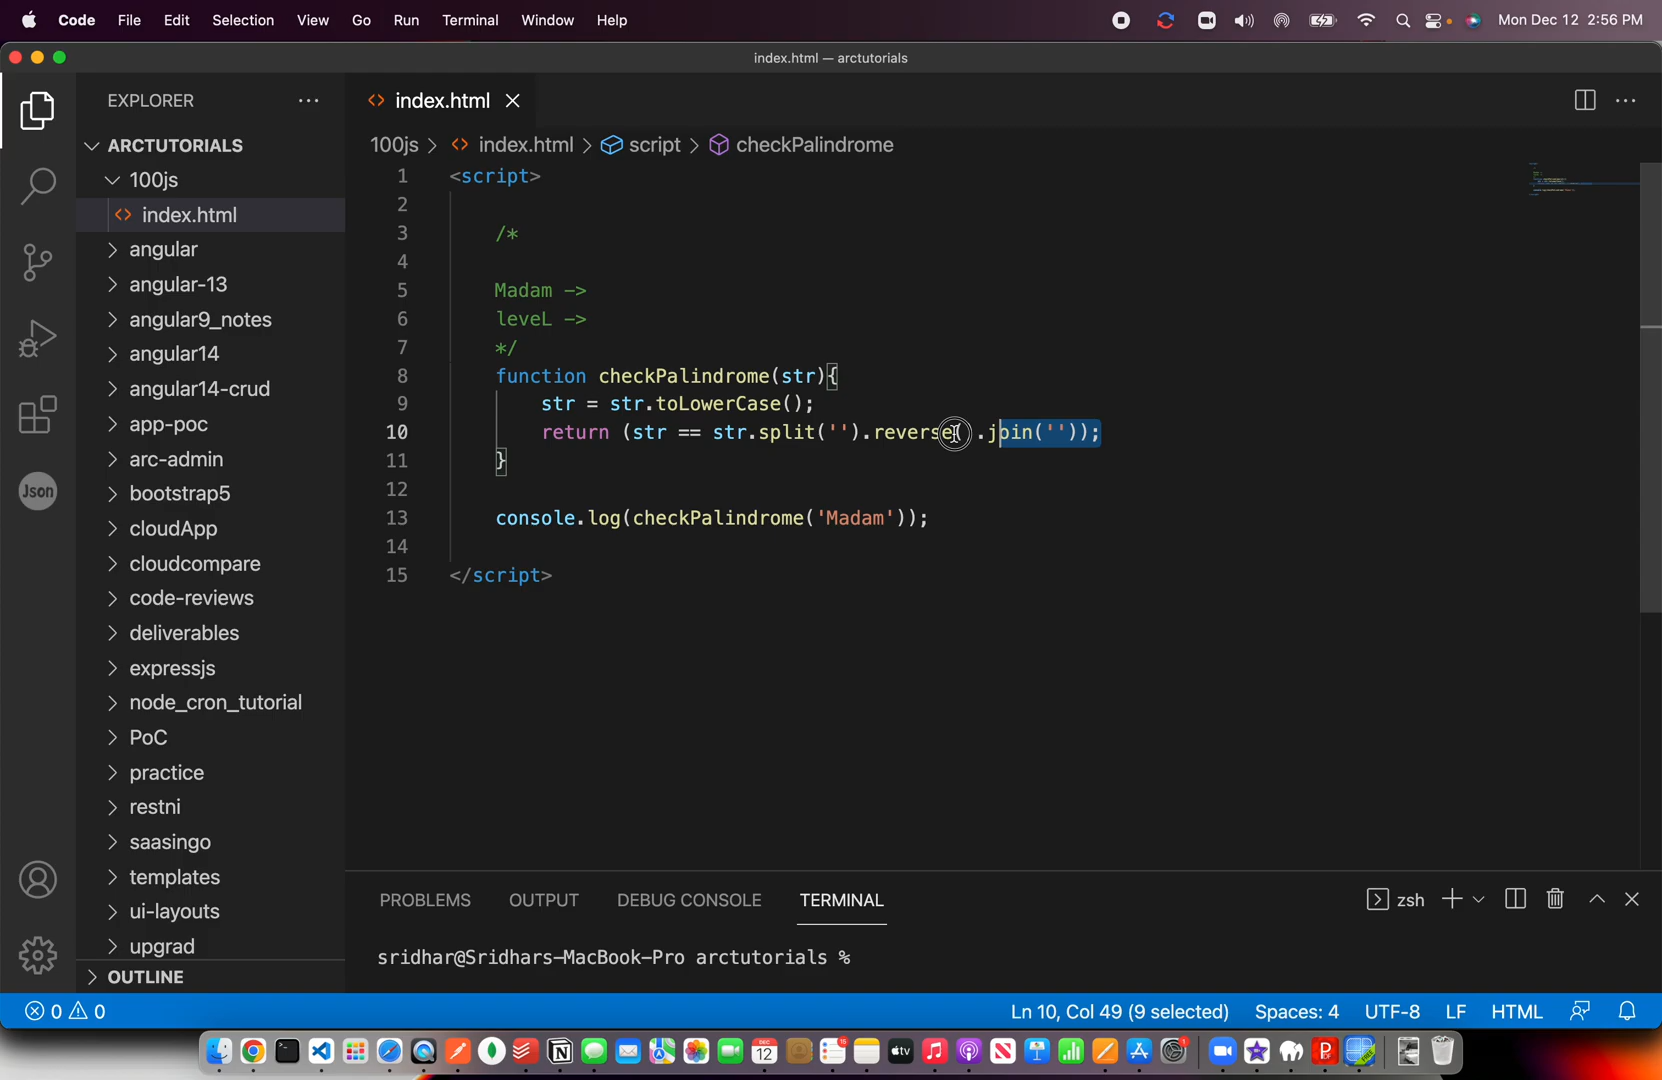 Code File Edit Selection View Go Run Terminal Window Help Mon Dec 12 2:56 PM
index.html — arctutorials
EXPLORER
index.html
ARCTUTORIALS
100js
index.html
angular
angular-13
angular9_notes
angular14
angular14-crud
app-poc
arc-admin
bootstrap5
cloudApp
cloudcompare
code-reviews
deliverables
expressjs
node_cron_tutorial
PoC
practice
restni
saasingo
templates
ui-layouts
upgrad
OUTLINE
Json
100js > index.html > script > checkPalindrome
1 <script>
2
3 /*
4
5 Madam ->
6 leveL ->
7 */
8 function checkPalindrome(str){
9 str = str.toLowerCase();
10 return (str == str.split('').reverse( .join(''));
11 }
12
13 console.log(checkPalindrome('Madam'));
14
15 </script>
PROBLEMS OUTPUT DEBUG CONSOLE TERMINAL zsh
sridhar@Sridhars-MacBook-Pro arctutorials %
0 0 Ln 10, Col 49 (9 selected) Spaces: 4 UTF-8 LF HTML